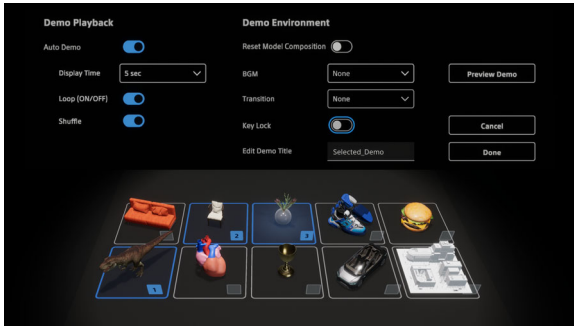 Demo Playback
Auto Demo
Display Time
5 sec
Loop (ON/OFF)
Shuffle
Demo Environment
Reset Model Composition
BGM
None
Preview Demo
Transition
None
Key Lock
Cancel
Edit Demo Title
Selected_Demo
Done
2
3
1